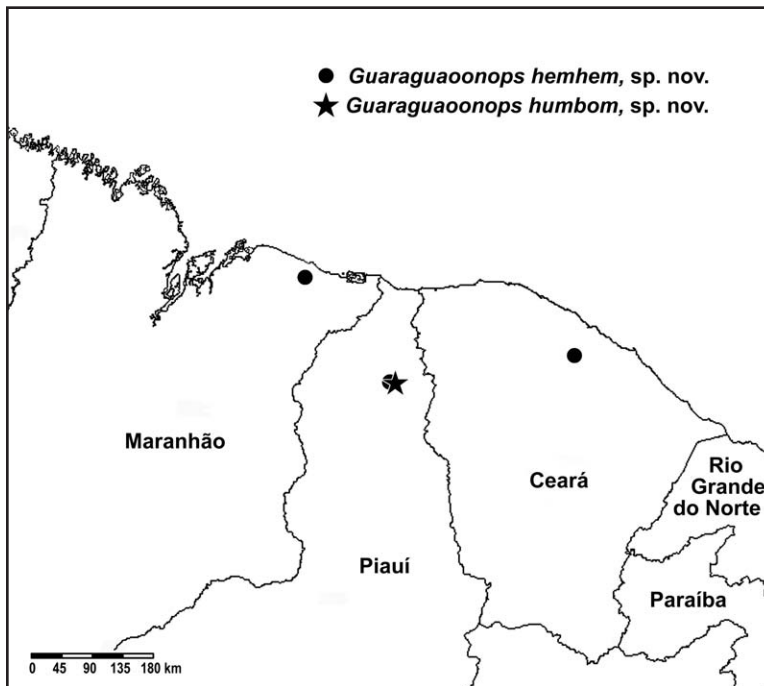 Guaraguaoonops hemhem, sp. nov.
Guaraguaoonops humbom, sp. nov.
Maranhão
Piauí
Ceará
Rio
Grande
do Norte
Paraíba
0 45 90 135 180 km